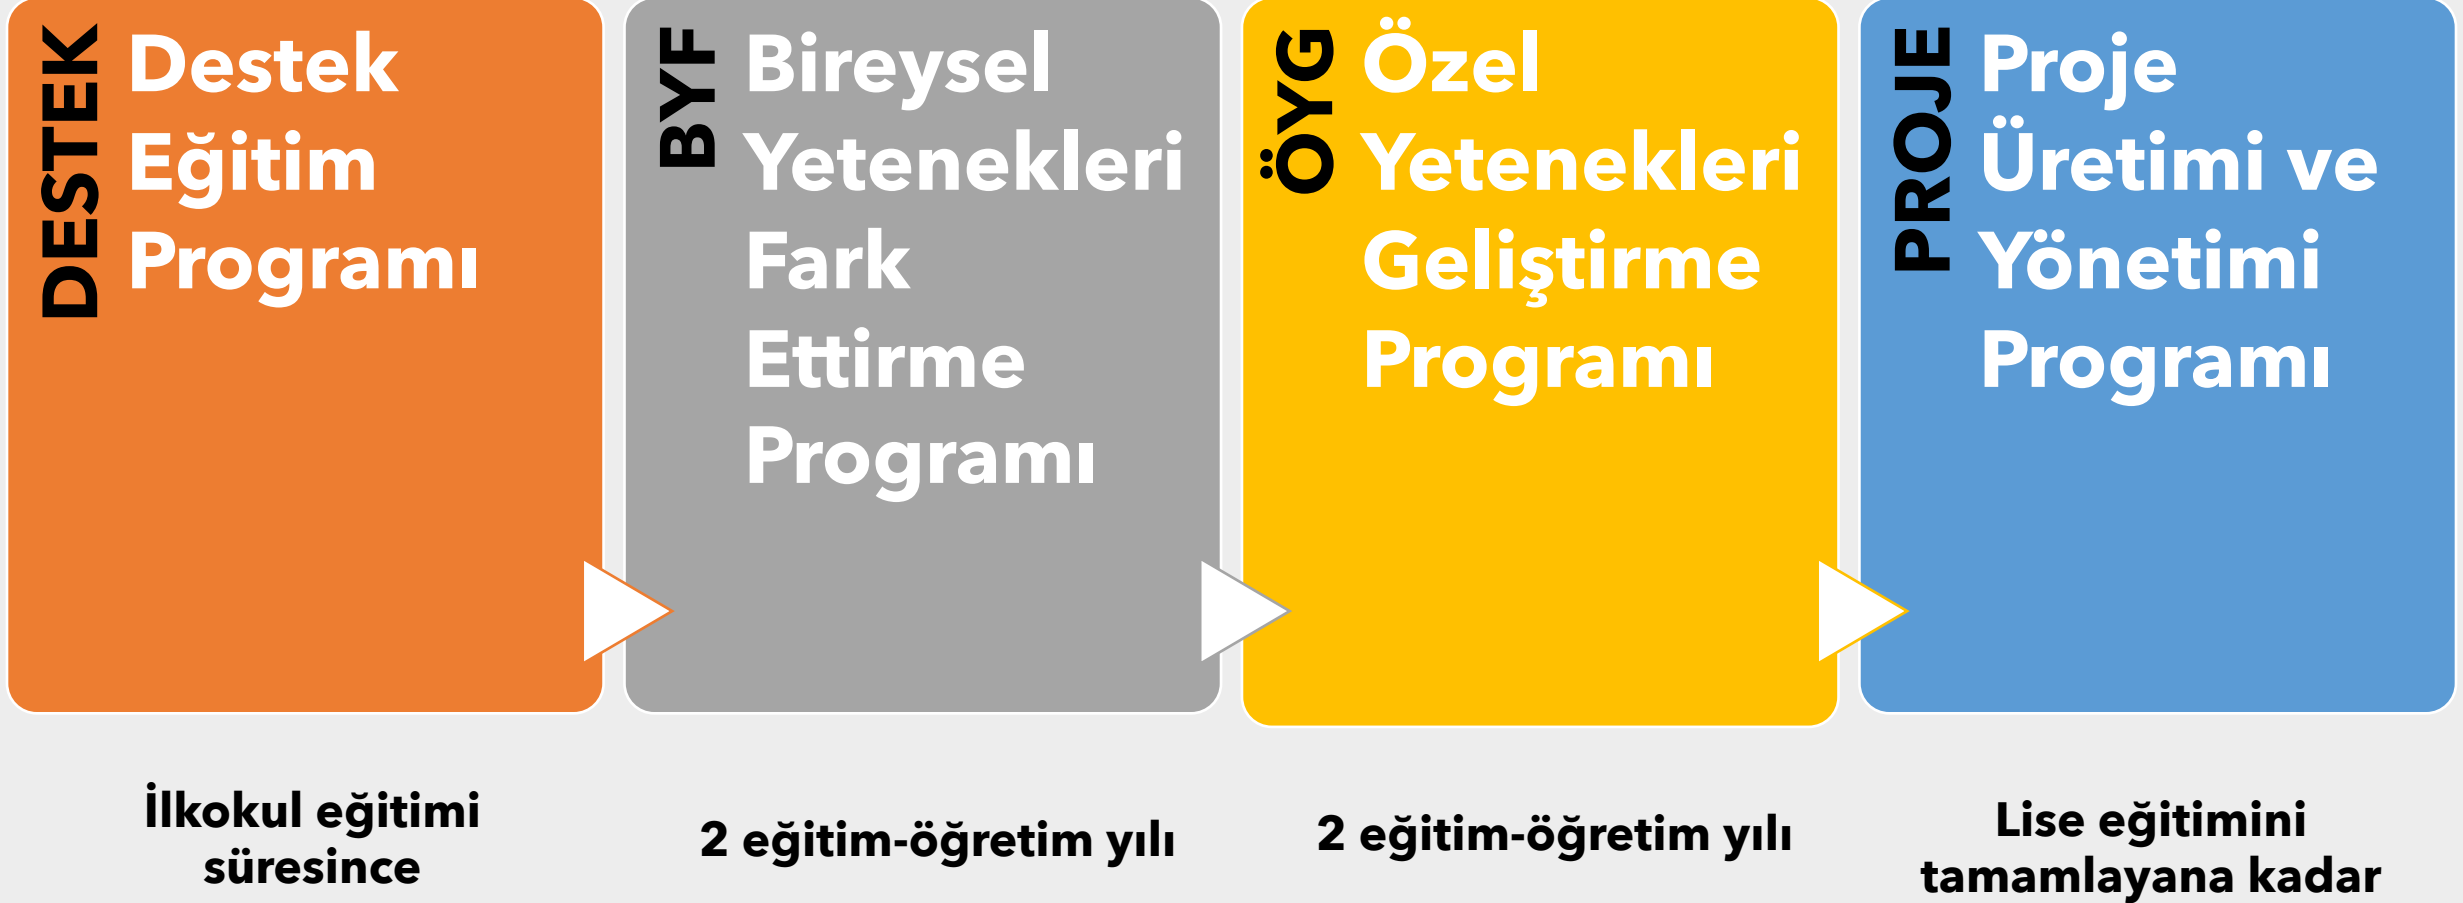 DESTEK
Destek
Eğitim
Programı
BYF
Bireysel
Yetenekleri
Fark
Ettirme
Programı
ÖYG
Özel
Yetenekleri
Geliştirme
Programı
PROJE
Proje
Üretimi ve
Yönetimi
Programı
İlkokul eğitimi
süresince
2 eğitim-öğretim yılı
2 eğitim-öğretim yılı
Lise eğitimini
tamamlayana kadar